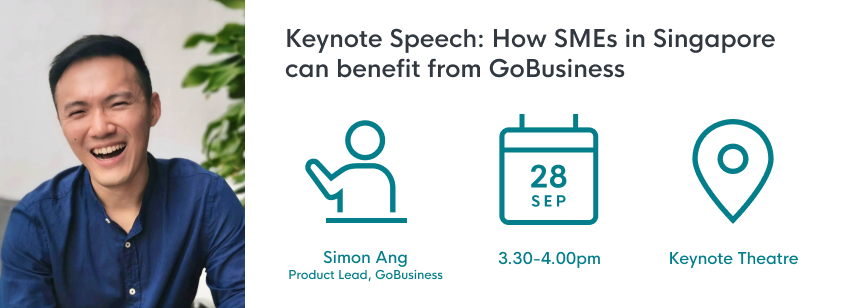 Keynote Speech: How SMEs in Singapore
can benefit from GoBusiness
28
SEP
Simon Ang
Product Lead, GoBusiness
3.30-4.00pm
Keynote Theatre